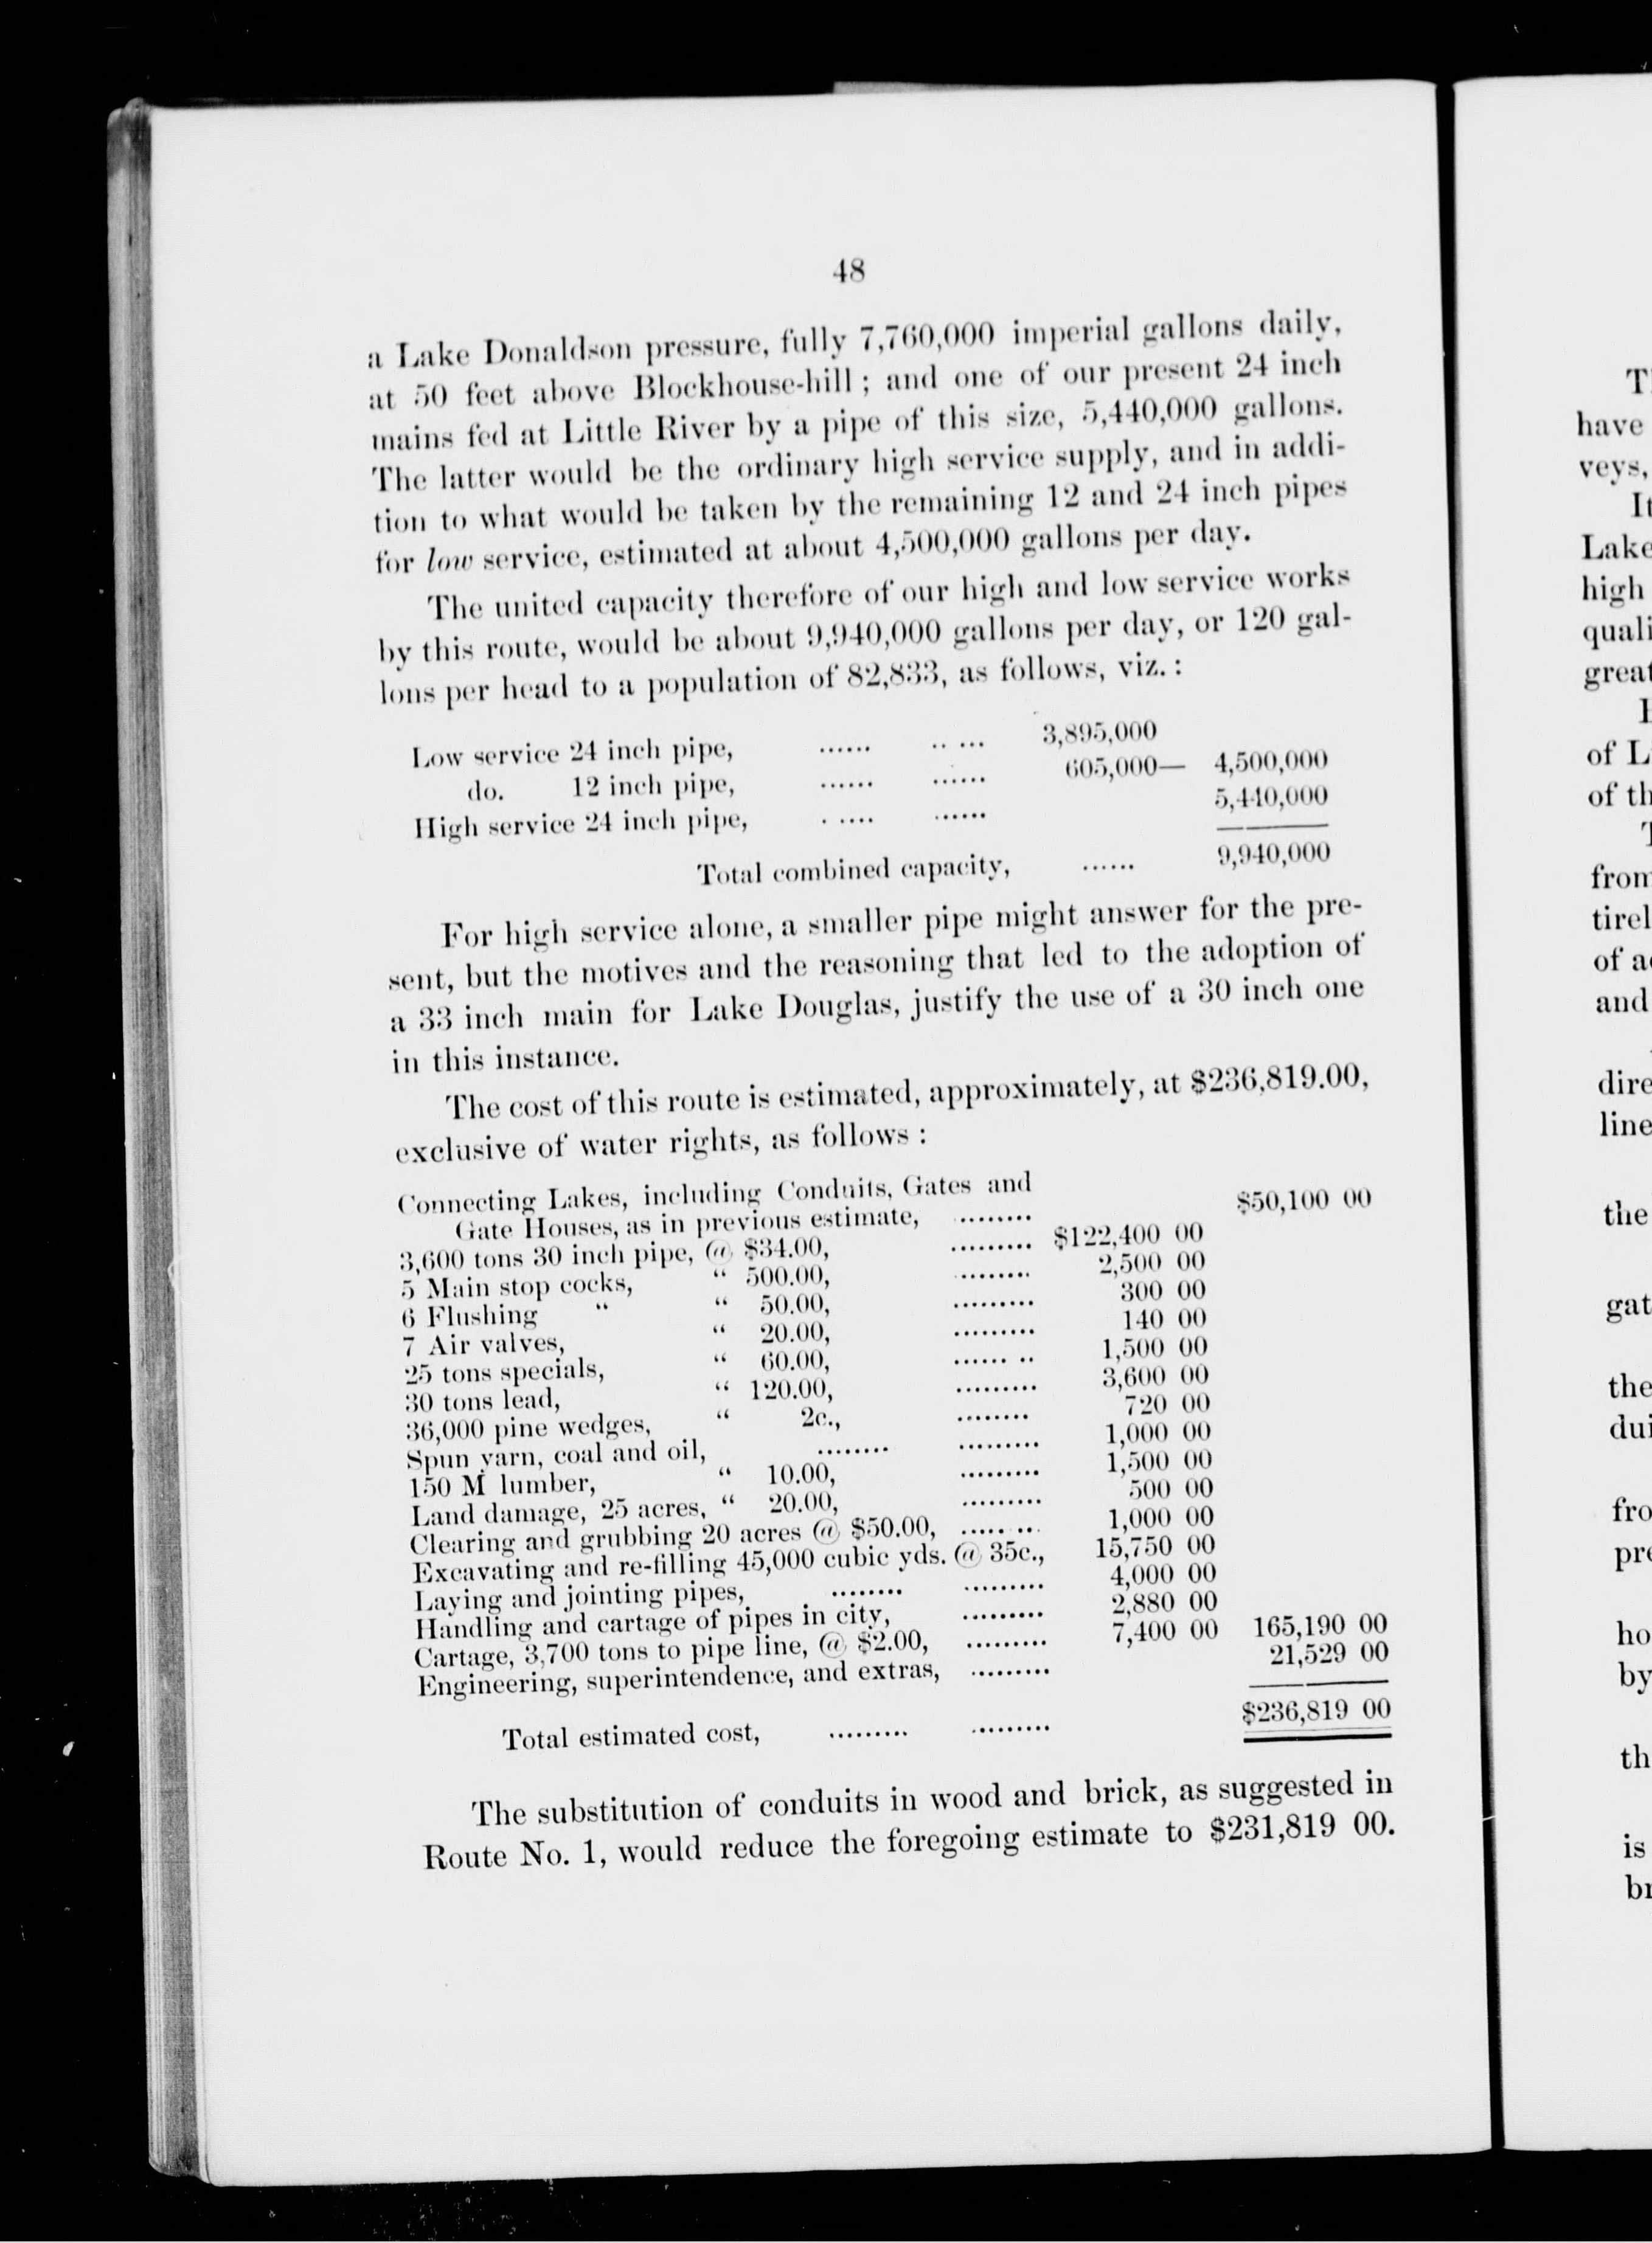 48
a Lake Donaldson pressure, fully 7,760,000 imperial gallons daily,
at 50 feet above Blockhouse-hill ; and one of our present 24 inch
mains fed at Little River by a pipe of this size, 5,440,000 gallons.
The latter would be the ordinary high service supply, and in addi-
tion to what would be taken by the remaining 12 and 24 inch pipes
for low service, estimated at about 4,500,000 gallons per day.
The united capacity therefore of our high and low service works
by this route, would be about 9,940,000 gallons per day, or 120 gal-
lons per head to a population of 82,833, as follows, viz. :
Low service 24 inch pipe, ...... .. ... 3,895,000
do. 12 inch pipe, ...... ...... 605,000— 4,500,000
High service 24 inch pipe, . .... ...... 5,440,000
Total combined capacity, ...... 9,940,000
For high service alone, a smaller pipe might answer for the pre-
sent, but the motives and the reasoning that led to the adoption of
a 33 inch main for Lake Douglas, justify the use of a 30 inch one
in this instance.
The cost of this route is estimated, approximately, at $236,819.00,
exclusive of water rights, as follows :
Connecting Lakes, including Conduits, Gates and
Gate Houses, as in previous estimate, ........ $50,100 00
3,600 tons 30 inch pipe, @ $34.00, ......... $122,400 00
5 Main stop cocks, " 500.00, ........ 2,500 00
6 Flushing " " 50.00, ......... 300 00
7 Air valves, " 20.00, ......... 140 00
25 tons specials, " 60.00, ...... .. 1,500 00
30 tons lead, " 120.00, ......... 3,600 00
36,000 pine wedges, " 2c., ........ 720 00
Spun yarn, coal and oil, ........ ......... 1,000 00
150 M lumber, " 10.00, ......... 1,500 00
Land damage, 25 acres, " 20.00, ......... 500 00
Clearing and grubbing 20 acres @ $50.00, ..... ... 1,000 00
Excavating and re-filling 45,000 cubic yds. @ 35c., 15,750 00
Laying and jointing pipes, ........ ......... 4,000 00
Handling and cartage of pipes in city, ......... 2,880 00
Cartage, 3,700 tons to pipe line, @ $2.00, ......... 7,400 00 165,190 00
Engineering, superintendence, and extras, ......... 21,529 00
Total estimated cost, ......... ......... $236,819 00
The substitution of conduits in wood and brick, as suggested in
Route No. 1, would reduce the foregoing estimate to $231,819 00.
have
veys,
It
Lake
high
of L
and
line
the
the
is
by